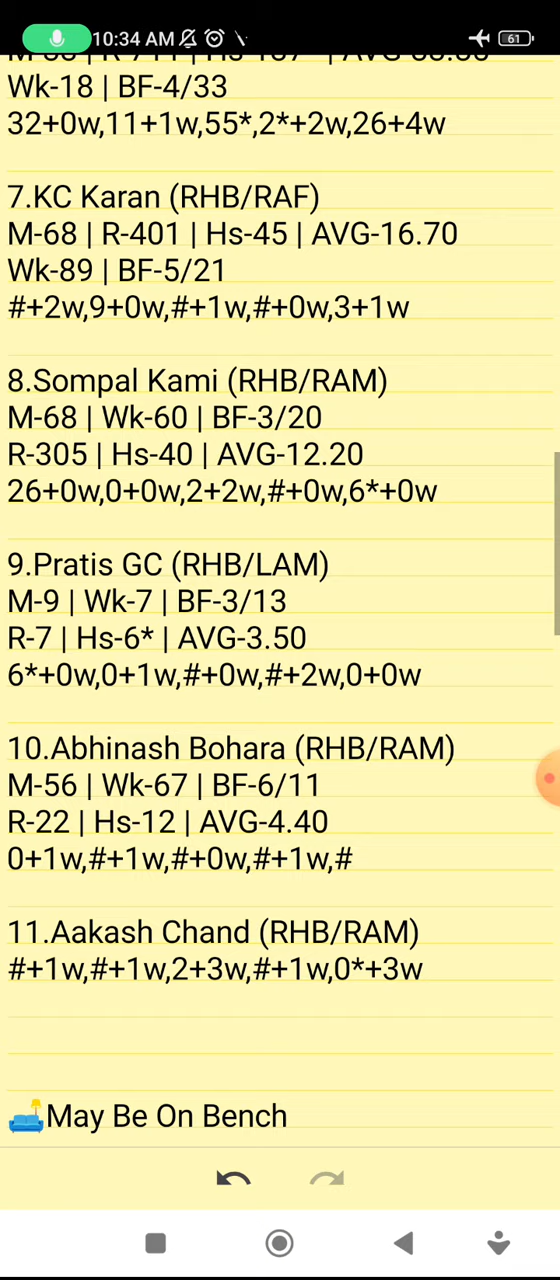 10:34 AM
61
Wk-18 | BF-4/33
32+0w,11+1w,55*,2*+2w,26+4w
7.KC Karan (RHB/RAF)
M-68 | R-401 | Hs-45 | AVG-16.70
Wk-89 | BF-5/21
#+2w,9+0w,#+1w,#+0w,3+1w
8.Sompal Kami (RHB/RAM)
M-68 | Wk-60 | BF-3/20
R-305 | Hs-40 | AVG-12.20
26+0w,0+0w,2+2w,#+0w,6*+0w
9.Pratis GC (RHB/LAM)
M-9 | Wk-7 | BF-3/13
R-7 | Hs-6* | AVG-3.50
6*+0w,0+1w,#+0w,#+2w,0+0w
10.Abhinash Bohara (RHB/RAM)
M-56 | Wk-67 | BF-6/11
R-22 | Hs-12 | AVG-4.40
0+1w,#+1w,#+0w,#+1w,#
11.Aakash Chand (RHB/RAM)
#+1w,#+1w,2+3w,#+1w,0*+3w
🛋️May Be On Bench